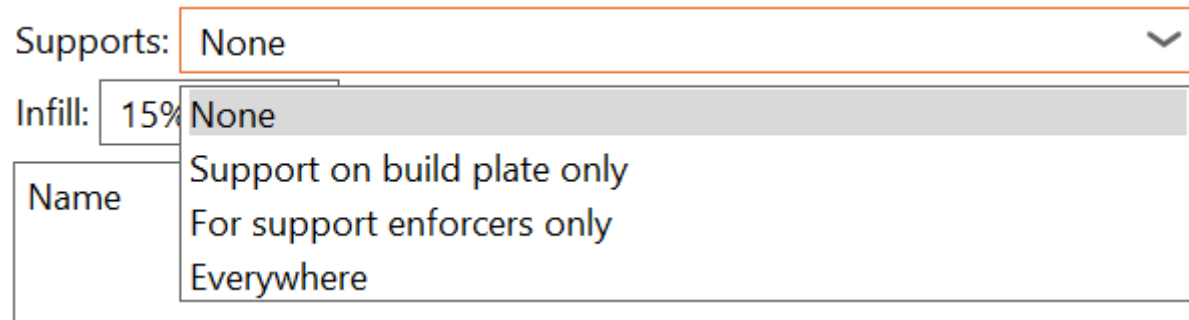 Supports: None
Infill: 15%
None
Support on build plate only
Name
For support enforcers only
Everywhere